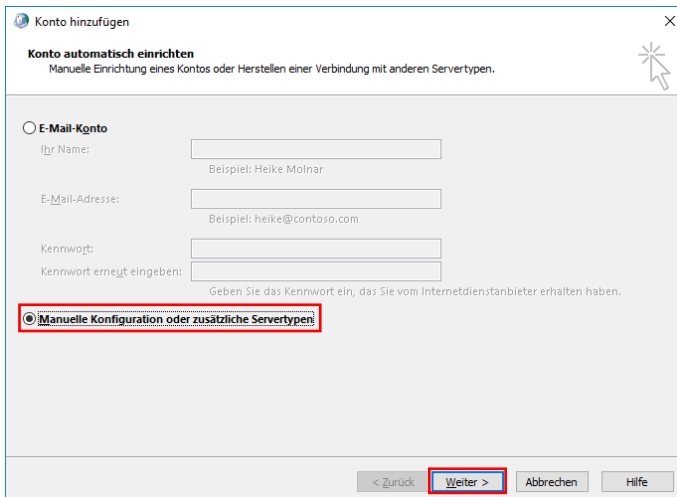 Konto hinzufügen
Konto automatisch einrichten
Manuelle Einrichtung eines Kontos oder Herstellen einer Verbindung mit anderen Servertypen.
E-Mail-Konto
Ihr Name:
Beispiel: Heike Molnar
E-Mail-Adresse:
Beispiel: heike@contoso.com
Kennwort:
Kennwort erneut eingeben:
Geben Sie das Kennwort ein, das Sie vom Internetdienstanbieter erhalten haben.
Manuelle Konfiguration oder zusätzliche Servertypen
< Zurück Weiter > Abbrechen Hilfe